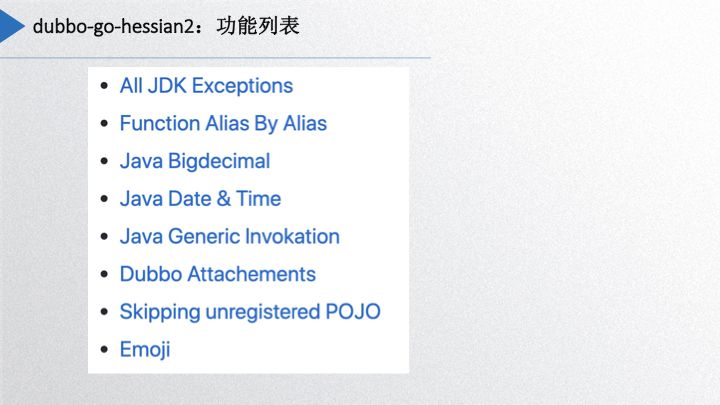 dubbo-go-hessian2：功能列表
• All JDK Exceptions
• Function Alias By Alias
• Java Bigdecimal
• Java Date & Time
• Java Generic Invokation
• Dubbo Attachements
• Skipping unregistered POJO
• Emoji